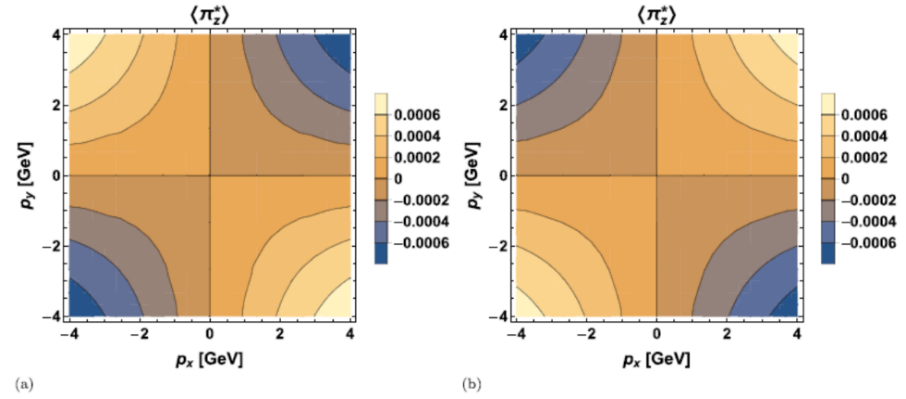 ⟨π*z⟩
4
2
0
−2
−4
py [GeV]
−4 −2 0 2 4
px [GeV]
0.0006
0.0004
0.0002
0
−0.0002
−0.0004
−0.0006
(a)
⟨π*z⟩
4
2
0
−2
−4
py [GeV]
−4 −2 0 2 4
px [GeV]
0.0006
0.0004
0.0002
0
−0.0002
−0.0004
−0.0006
(b)